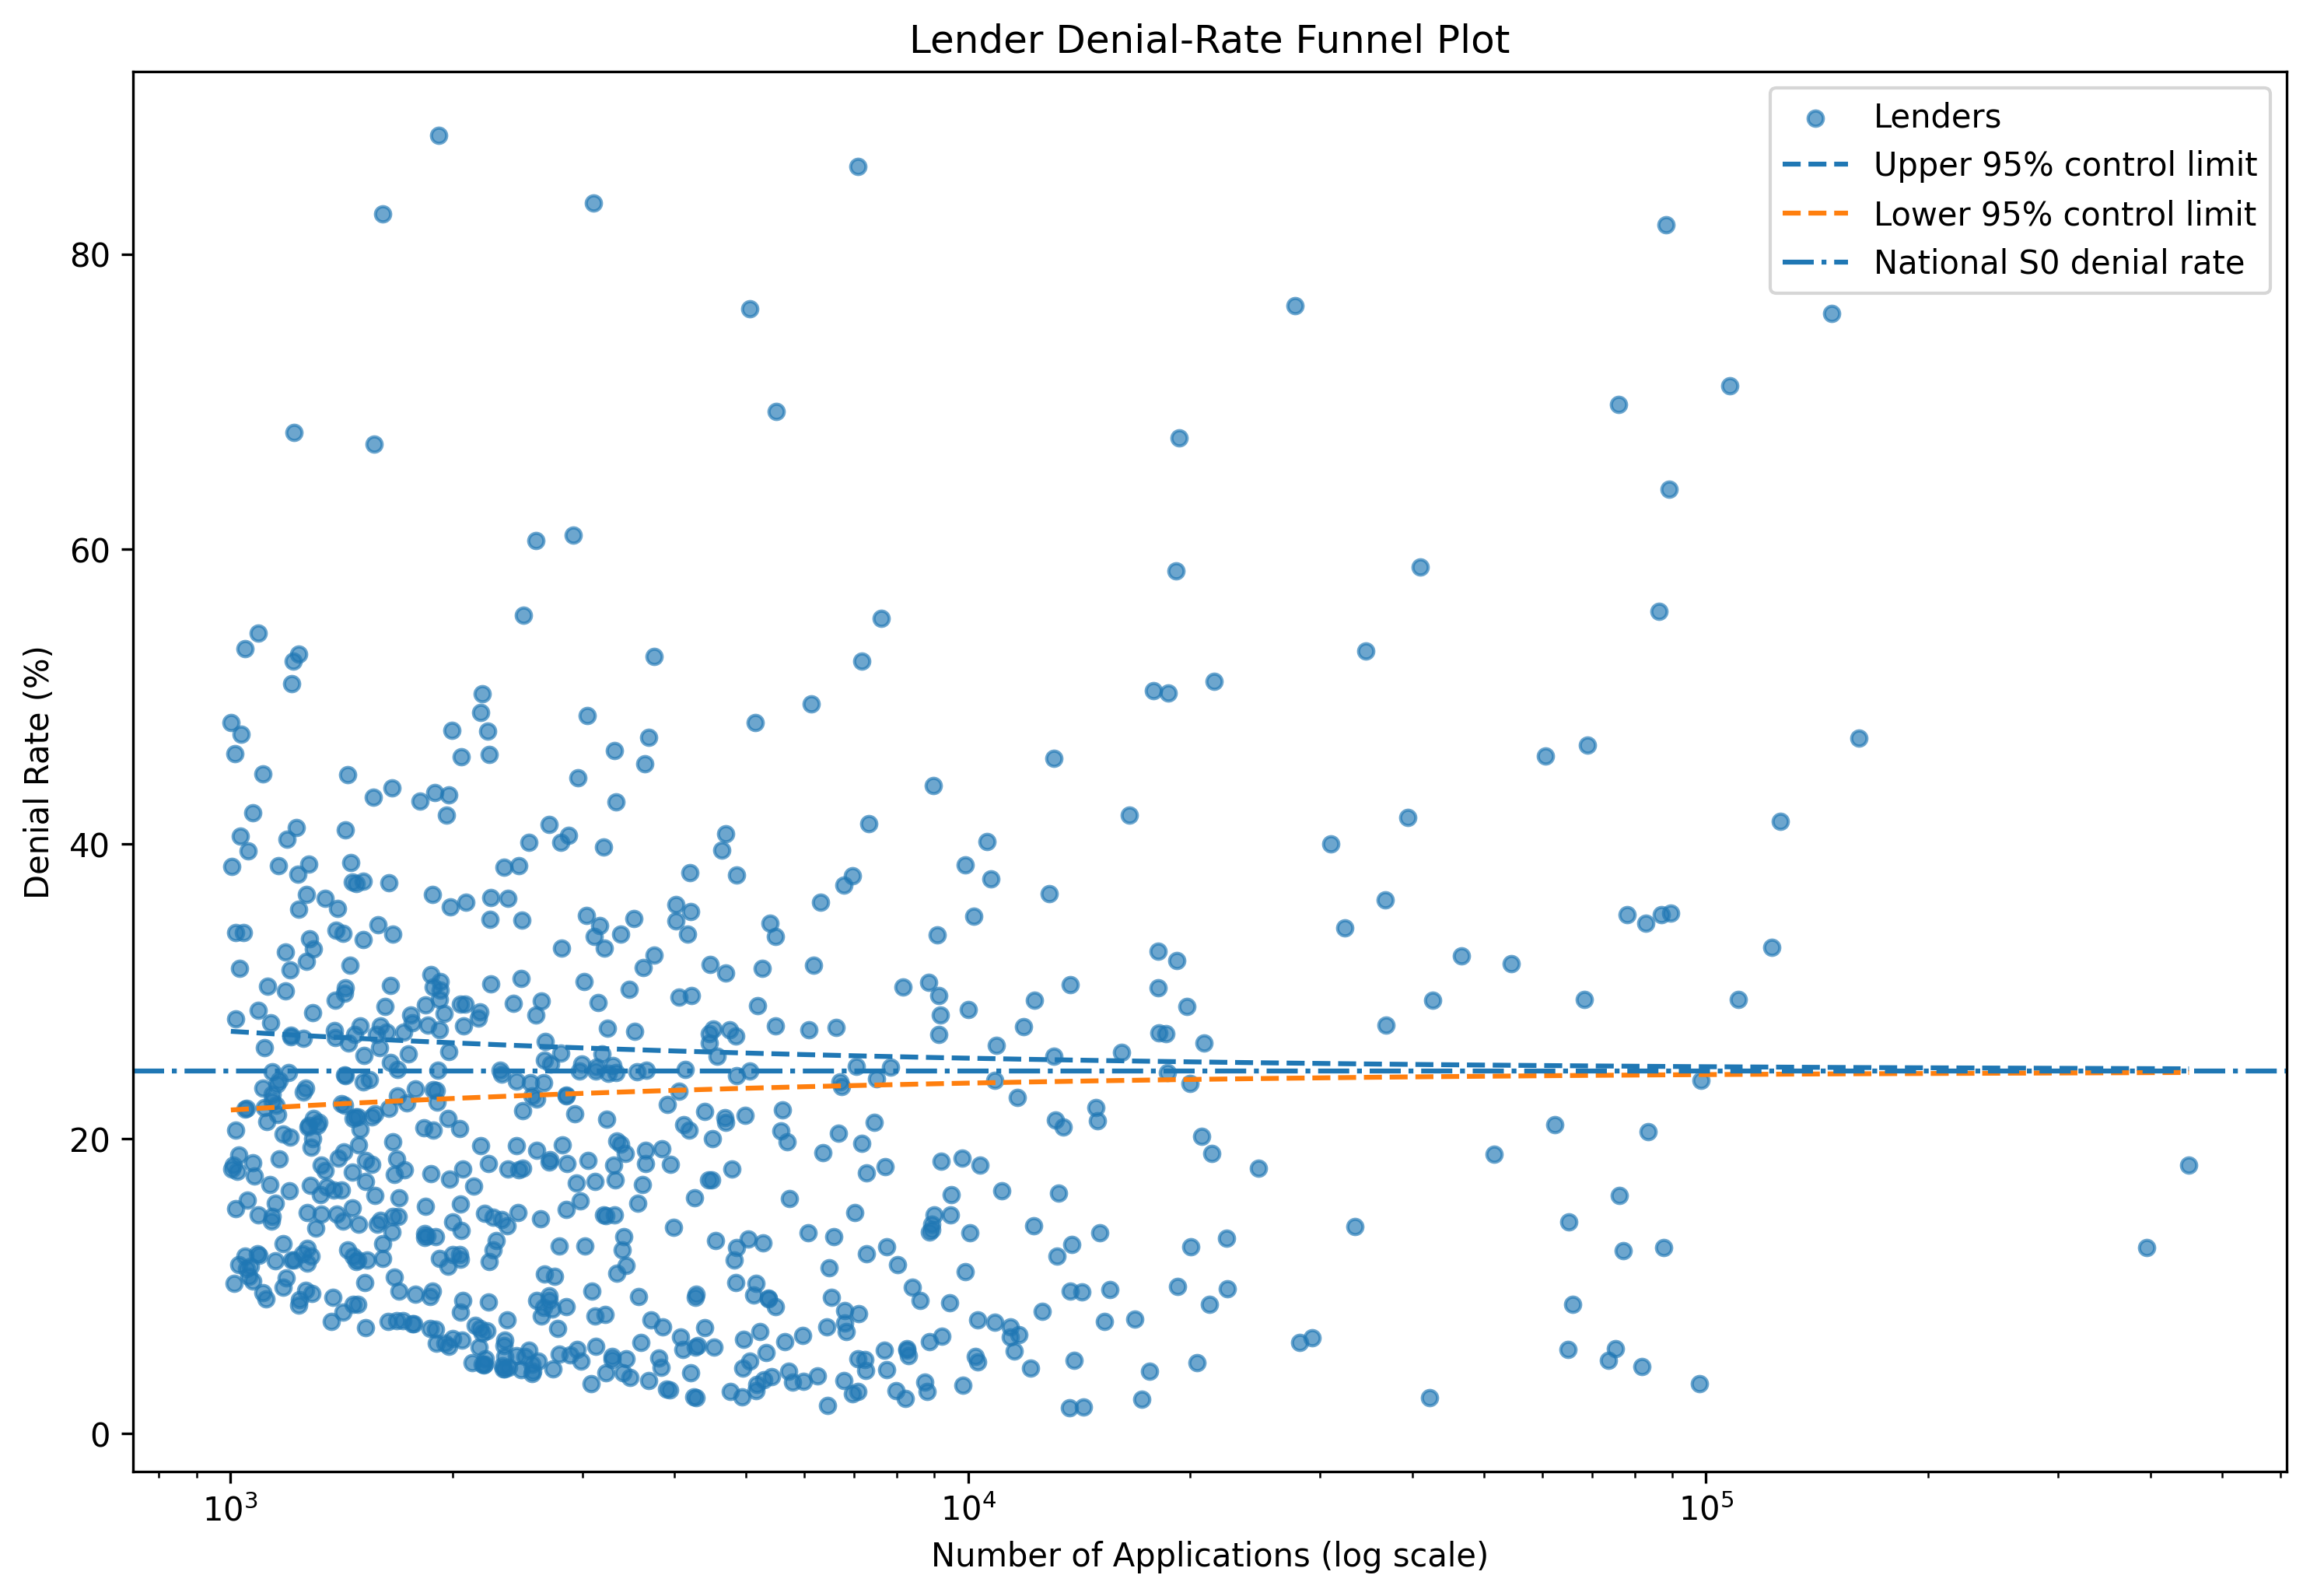 Lender Denial-Rate Funnel Plot
Lenders
Upper 95% control limit
Lower 95% control limit
National S0 denial rate
Denial Rate (%)
80
60
40
20
0
10³
10⁴
10⁵
Number of Applications (log scale)